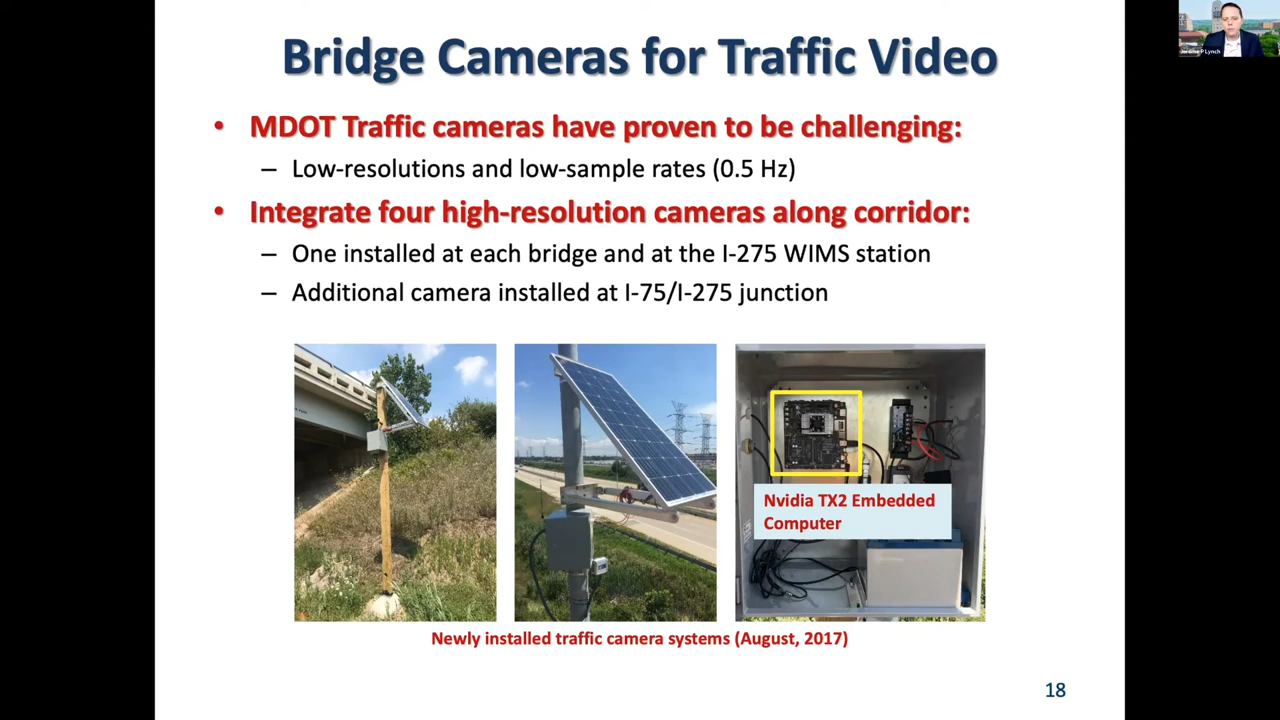 Bridge Cameras for Traffic Video
• MDOT Traffic cameras have proven to be challenging:
– Low-resolutions and low-sample rates (0.5 Hz)
• Integrate four high-resolution cameras along corridor:
– One installed at each bridge and at the I-275 WIMS station
– Additional camera installed at I-75/I-275 junction
Nvidia TX2 Embedded
Computer
Newly installed traffic camera systems (August, 2017)
18
Jerome P Lynch